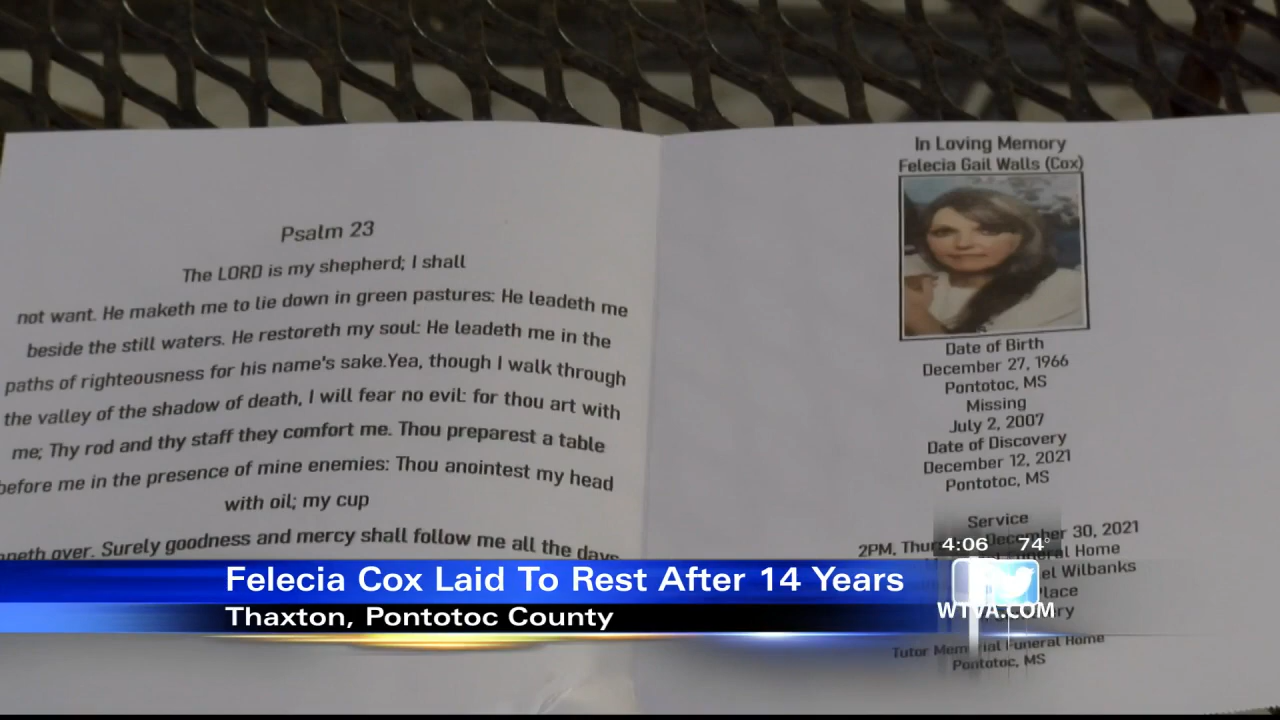 Psalm 23
The LORD is my shepherd; I shall
not want. He maketh me to lie down in green pastures: He leadeth me
beside the still waters. He restoreth my soul: He leadeth me in the
paths of righteousness for his name's sake.Yea, though I walk through
the valley of the shadow of death, I will fear no evil: for thou art with
me; Thy rod and thy staff they comfort me. Thou preparest a table
before me in the presence of mine enemies: Thou anointest my head
with oil; my cup
over. Surely goodness and mercy shall follow me all the days
In Loving Memory
Felecia Gail Walls (Cox)
Date of Birth
December 27, 1966
Pontotoc, MS
Missing
July 2, 2007
Date of Discovery
December 12, 2021
Pontotoc, MS
Service
2PM, December 30, 2021
Funeral Home
Wilbanks
Tutor Memorial Funeral Home
Pontotoc, MS
4:06 74°
WTVA.COM
Felecia Cox Laid To Rest After 14 Years
Thaxton, Pontotoc County